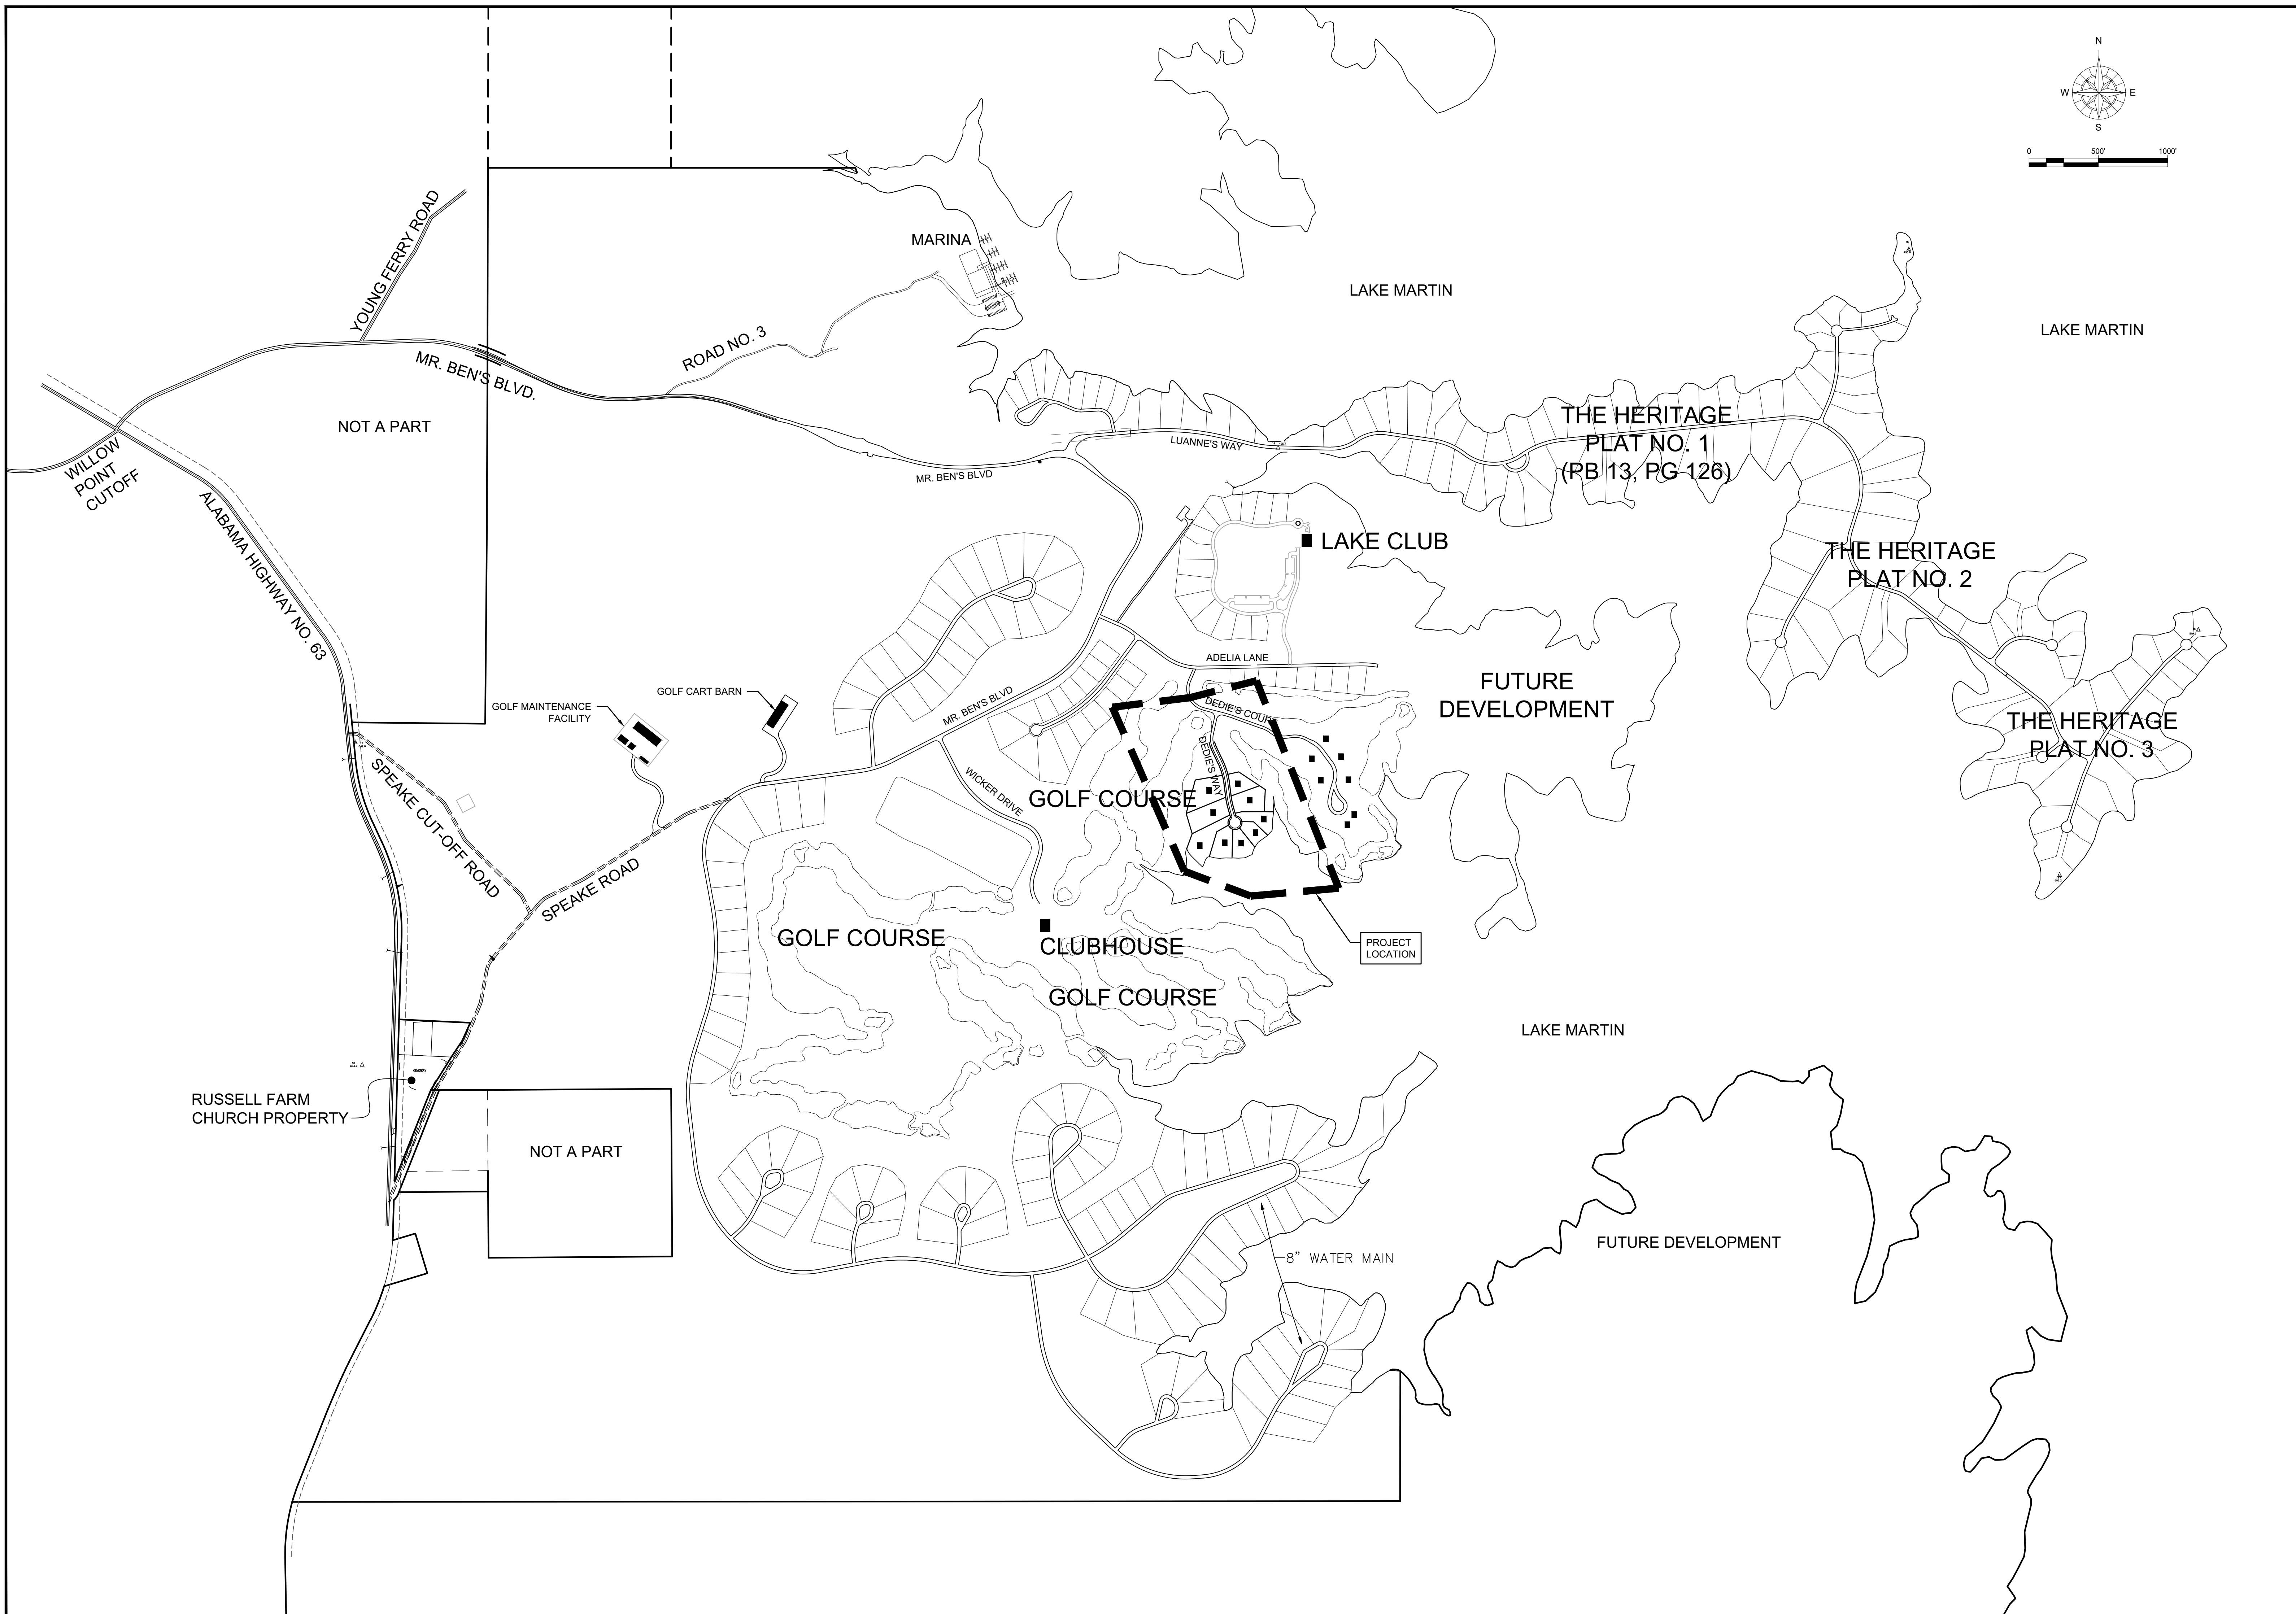 N
W
E
S
0
500'
1000'
YOUNG FERRY ROAD
MARINA
LAKE MARTIN
LAKE MARTIN
ROAD NO. 3
MR. BEN'S BLVD.
NOT A PART
WILLOW
POINT
CUTOFF
ALABAMA HIGHWAY NO. 63
MR. BEN'S BLVD
LUANNE'S WAY
THE HERITAGE
PLAT NO. 1
(PB 13, PG 126)
LAKE CLUB
THE HERITAGE
PLAT NO. 2
ADELIA LANE
FUTURE
DEVELOPMENT
THE HERITAGE
PLAT NO. 3
GOLF CART BARN
GOLF MAINTENANCE
FACILITY
MR. BEN'S BLVD
DEDIE'S COURT
DEDIE'S WAY
WICKER DRIVE
GOLF COURSE
SPEAKE CUT-OFF ROAD
SPEAKE ROAD
GOLF COURSE
CLUBHOUSE
GOLF COURSE
PROJECT
LOCATION
LAKE MARTIN
CEMETERY
RUSSELL FARM
CHURCH PROPERTY
NOT A PART
8" WATER MAIN
FUTURE DEVELOPMENT